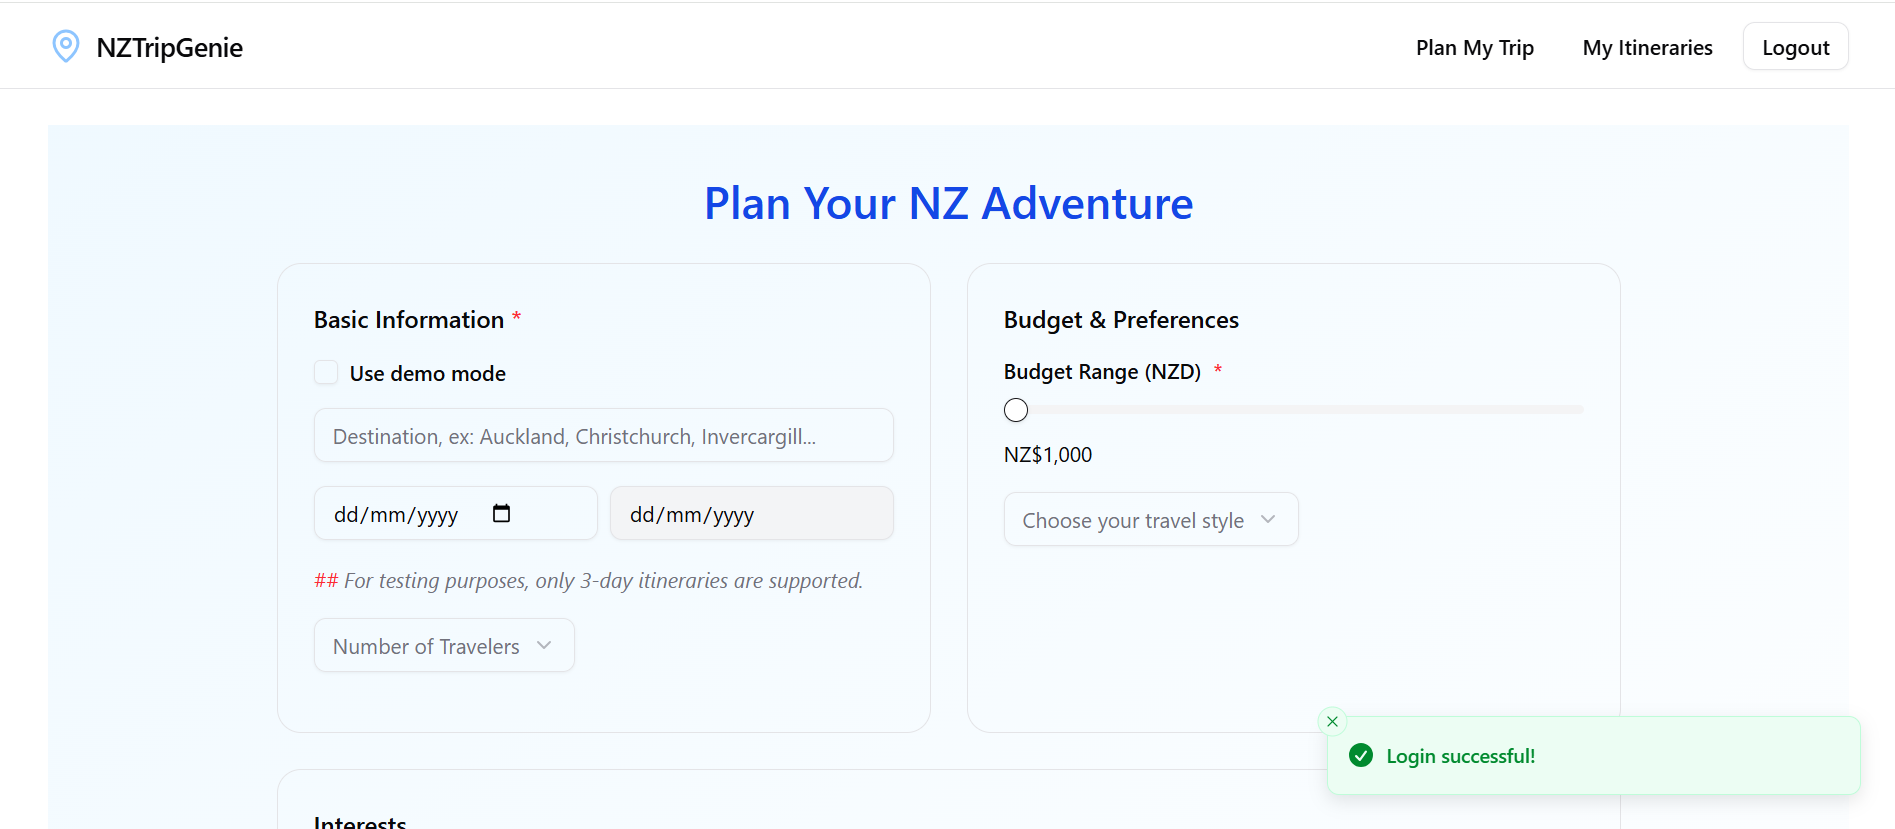 NZTripGenie
Plan My Trip
My Itineraries
Logout
Plan Your NZ Adventure
Basic Information *
Use demo mode
Destination, ex: Auckland, Christchurch, Invercargill...
dd/mm/yyyy
dd/mm/yyyy
## For testing purposes, only 3-day itineraries are supported.
Number of Travelers
Budget & Preferences
Budget Range (NZD) *
NZ$1,000
Choose your travel style
Login successful!
Interests